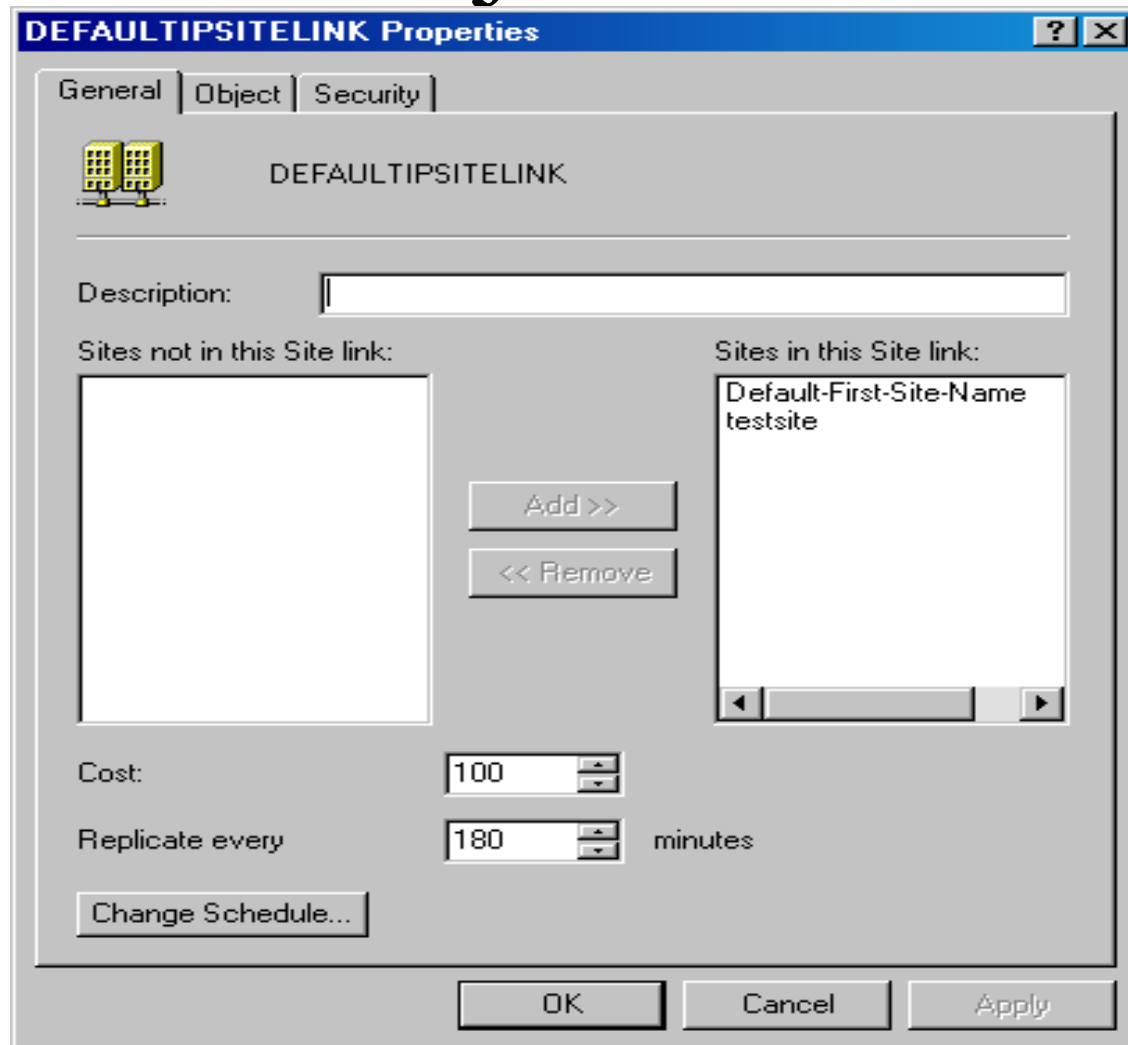 DEFAULTIPSITELINK Properties
General Object Security
DEFAULTIPSITELINK
Description:
Sites not in this Site link:
Sites in this Site link:
Default-First-Site-Name
testsite
Add >>
<< Remove
Cost: 100
Replicate every 180 minutes
Change Schedule...
OK Cancel Apply